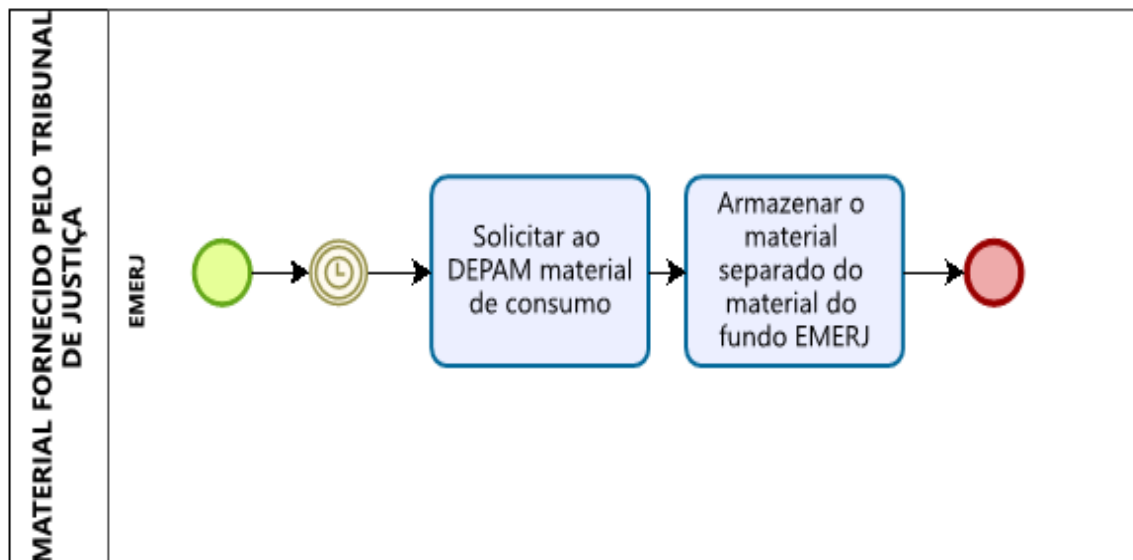 MATERIAL FORNECIDO PELO TRIBUNAL
DE JUSTIÇA
EMERJ
Solicitar ao
DEPAM material
de consumo
Armazenar o
material
separado do
material do
fundo EMERJ